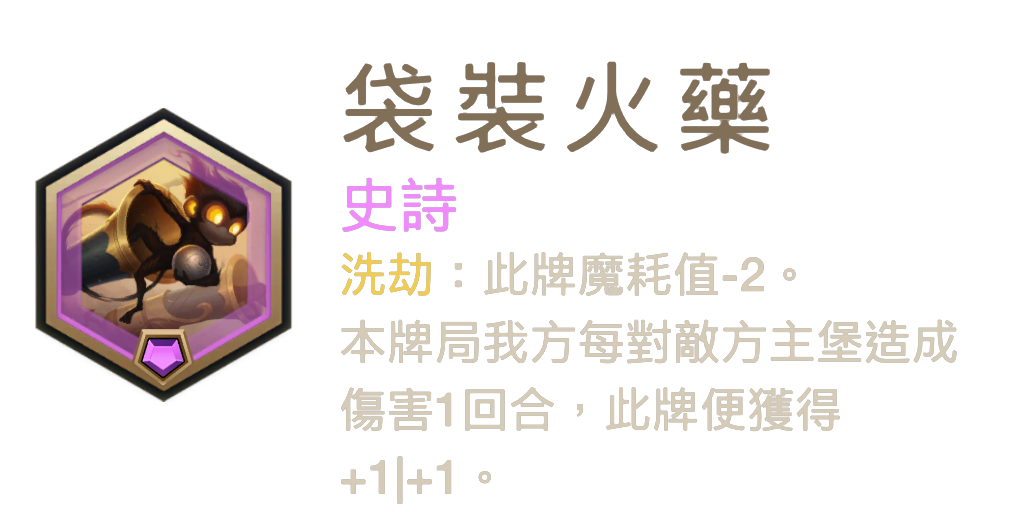 袋裝火藥
史詩
洗劫：此牌魔耗值-2。
本牌局我方每對敵方主堡造成
傷害1回合，此牌便獲得
+1|+1。